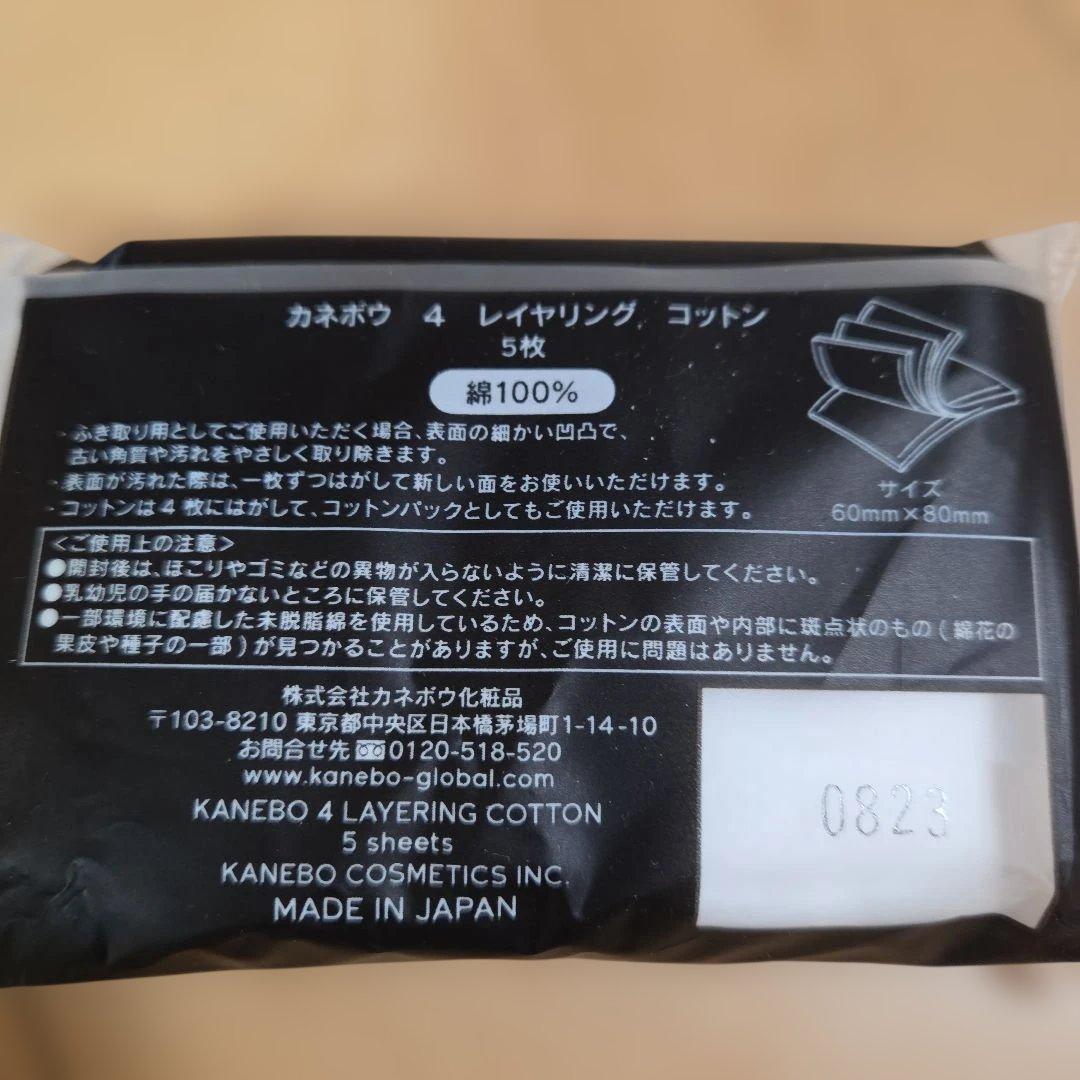 カネボウ 4 レイヤリング コットン
5枚
綿100%
・ふき取り用としてご使用いただく場合、表面の細かい凹凸で、
古い角質や汚れをやさしく取り除きます。
・表面が汚れた際は、一枚ずつはがして新しい面をお使いいただけます。
・コットンは4枚にはがして、コットンパックとしてもご使用いただけます。
サイズ
60mm×80mm
<ご使用上の注意>
●開封後は、ほこりやゴミなどの異物が入らないように清潔に保管してください。
●乳幼児の手の届かないところに保管してください。
●一部環境に配慮した未脱脂綿を使用しているため、コットンの表面や内部に斑点状のもの(綿花の
果皮や種子の一部)が見つかることがありますが、ご使用に問題はありません。
株式会社カネボウ化粧品
〒103-8210 東京都中央区日本橋茅場町1-14-10
お問合せ先 0120-518-520
www.kanebo-global.com
KANEBO 4 LAYERING COTTON
5 sheets
KANEBO COSMETICS INC.
MADE IN JAPAN
0823